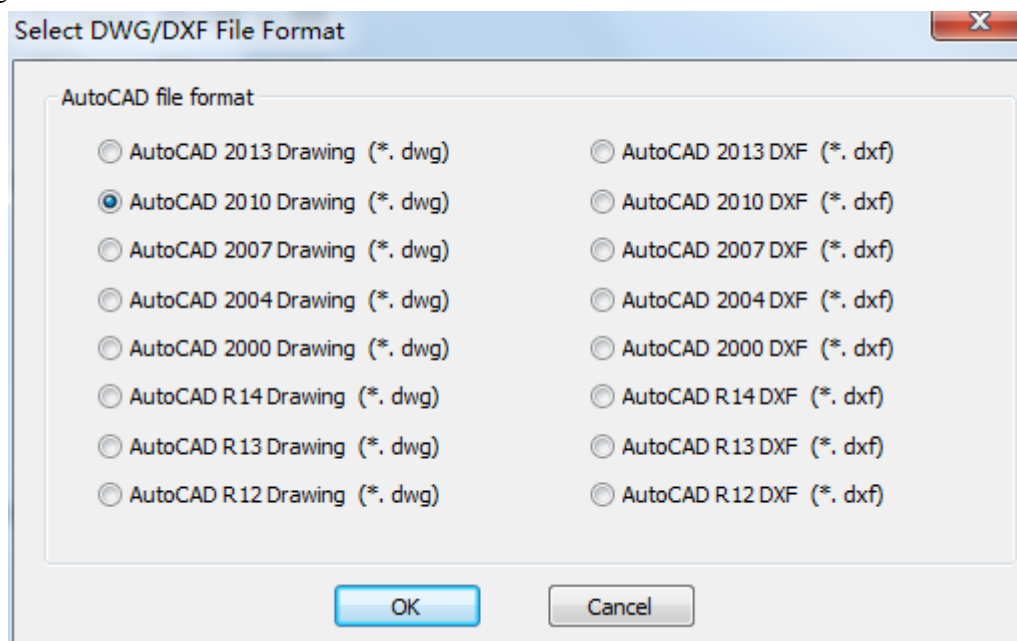 Select DWG/DXF File Format
AutoCAD file format
AutoCAD 2013 Drawing (*. dwg) AutoCAD 2013 DXF (*. dxf)
AutoCAD 2010 Drawing (*. dwg) AutoCAD 2010 DXF (*. dxf)
AutoCAD 2007 Drawing (*. dwg) AutoCAD 2007 DXF (*. dxf)
AutoCAD 2004 Drawing (*. dwg) AutoCAD 2004 DXF (*. dxf)
AutoCAD 2000 Drawing (*. dwg) AutoCAD 2000 DXF (*. dxf)
AutoCAD R14 Drawing (*. dwg) AutoCAD R14 DXF (*. dxf)
AutoCAD R13 Drawing (*. dwg) AutoCAD R13 DXF (*. dxf)
AutoCAD R12 Drawing (*. dwg) AutoCAD R12 DXF (*. dxf)
OK Cancel